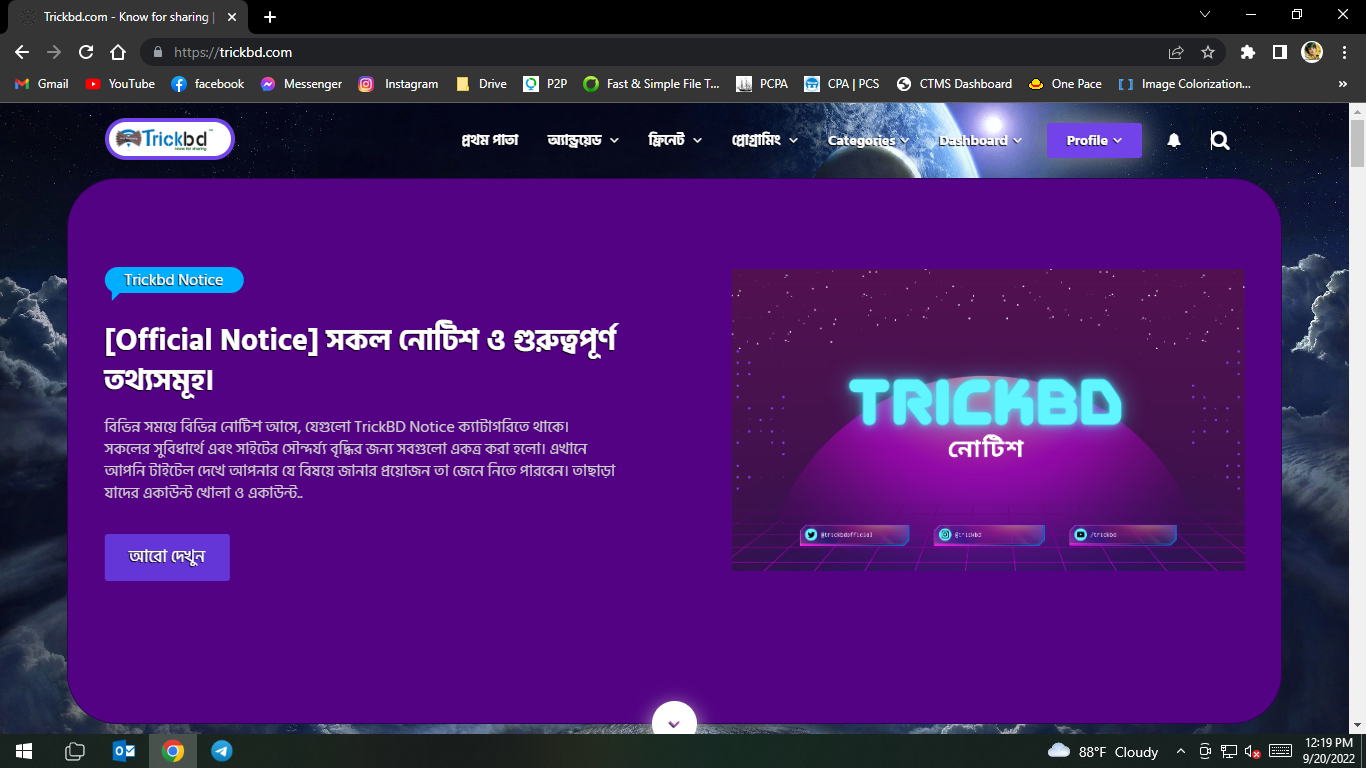 Trickbd.com - Know for sharing |
https://trickbd.com
Gmail YouTube facebook Messenger Instagram Drive P2P Fast & Simple File T... PCPA CPA | PCS CTMS Dashboard One Pace Image Colorization... »
Trickbd™
know for sharing
প্রথম পাতা অ্যান্ড্রয়েড ফ্রিনেট প্রোগ্রামিং Categories Dashboard Profile
Trickbd Notice
[Official Notice] সকল নোটিশ ও গুরুত্বপূর্ণ
তথ্যসমূহ।
বিভিন্ন সময়ে বিভিন্ন নোটিশ আসে, যেগুলো TrickBD Notice ক্যাটাগরিতে থাকে।
সকলের সুবিধার্থে এবং সাইটের সৌন্দর্য্য বৃদ্ধির জন্য সবগুলো একত্র করা হলো। এখানে
আপনি টাইটেল দেখে আপনার যে বিষয়ে জানার প্রয়োজন তা জেনে নিতে পারবেন। তাছাড়া
যাদের একাউন্ট খোলা ও একাউন্ট..
আরো দেখুন
TRICKBD
নোটিশ
@trickbdofficial @trickbd /trickbd
88°F Cloudy
12:19 PM
9/20/2022